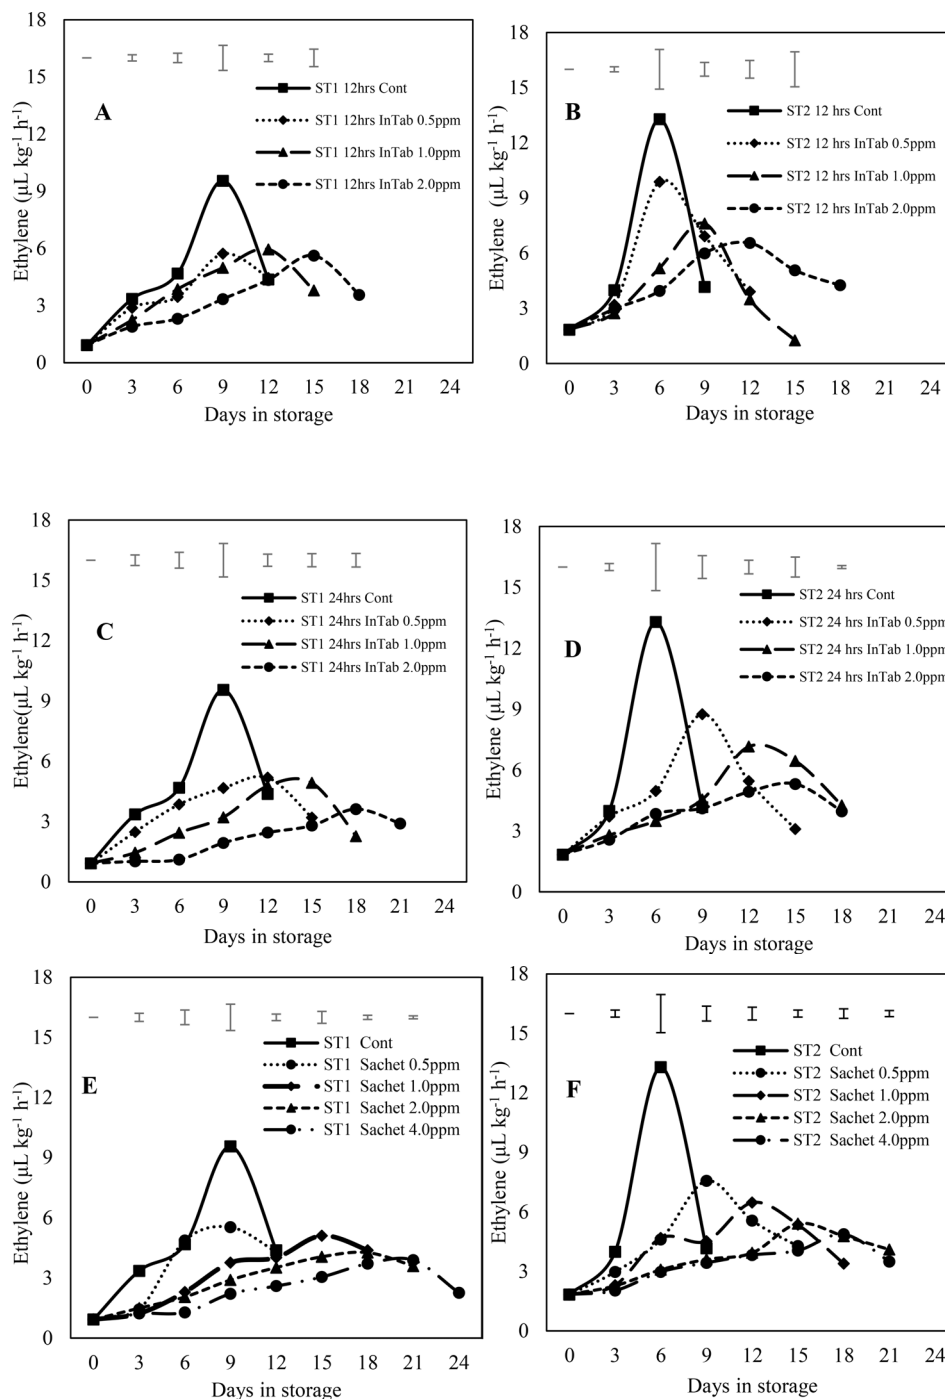 18
15
12
9
6
3
0
Ethylene (µL kg⁻¹ h⁻¹)
A
ST1 12hrs Cont
ST1 12hrs InTab 0.5ppm
ST1 12hrs InTab 1.0ppm
ST1 12hrs InTab 2.0ppm
0 3 6 9 12 15 18 21 24
Days in storage
18
15
12
9
6
3
0
Ethylene (µL kg⁻¹ h⁻¹)
B
ST2 12 hrs Cont
ST2 12 hrs InTab 0.5ppm
ST2 12 hrs InTab 1.0ppm
ST2 12 hrs InTab 2.0ppm
0 3 6 9 12 15 18 21 24
Days in storage
18
15
12
9
6
3
0
Ethylene(µL kg⁻¹ h⁻¹)
C
ST1 24hrs Cont
ST1 24hrs InTab 0.5ppm
ST1 24hrs InTab 1.0ppm
ST1 24hrs InTab 2.0ppm
0 3 6 9 12 15 18 21 24
Days in storage
18
15
12
9
6
3
0
Ethylene (µL kg⁻¹ h⁻¹)
D
ST2 24 hrs Cont
ST2 24 hrs InTab 0.5ppm
ST2 24 hrs InTab 1.0ppm
ST2 24 hrs InTab 2.0ppm
0 3 6 9 12 15 18 21 24
Days in storage
18
15
12
9
6
3
0
Ethylene (µL kg⁻¹ h⁻¹)
E
ST1 Cont
ST1 Sachet 0.5ppm
ST1 Sachet 1.0ppm
ST1 Sachet 2.0ppm
ST1 Sachet 4.0ppm
0 3 6 9 12 15 18 21 24
Days in storage
18
15
12
9
6
3
0
Ethylene (µL kg⁻¹ h⁻¹)
F
ST2 Cont
ST2 Sachet 0.5ppm
ST2 Sachet 1.0ppm
ST2 Sachet 2.0ppm
ST2 Sachet 4.0ppm
0 3 6 9 12 15 18 21 24
Days in storage